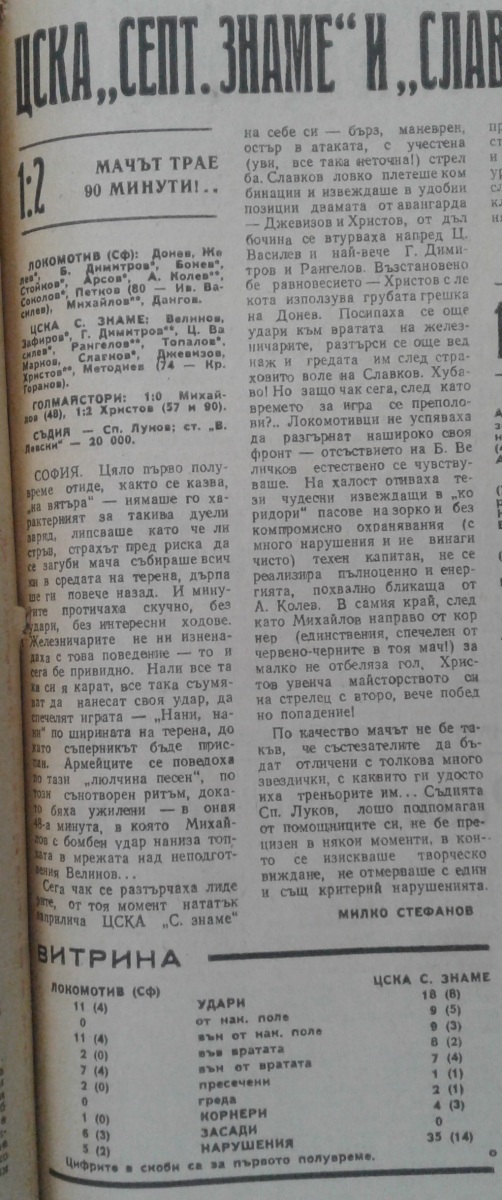 ЦСКА „СЕПТ. ЗНАМЕ“ И „СЛАВ
1:2
МАЧЪТ ТРАЕ
90 МИНУТИ!..
ЛОКОМОТИВ (Сф): Донев, Же
лев*, Б. Димитров*, Бонев*,
Стойнов*, Арсов*, А. Колев**,
Соколов*, Петков (80 — Ив. Ва-
силев), Михайлов**, Дангов.
ЦСКА С. ЗНАМЕ: Велинов,
Зафиров*, Г. Димитров**, Ц. Ва
силев*, Рангелов**, Топалов*,
Марков, Славков*, Джевизов,
Христов**, Методиев (74 — Кр.
Горанов).
ГОЛМАЙСТОРИ: 1:0 Михай-
лов (48), 1:2 Христов (57 и 90).
СЪДИЯ — Сп. Луков; ст. „В.
Левски“ — 20 000.
СОФИЯ. Цяло първо полу-
време отиде, както се казва,
„на вятъра“ — нямаше го ха-
рактерният за такива дуели
заряд, липсваше като че ли
стръв, страхът пред риска да
се загуби мача събираше всич
ки в средата на терена, дърпа
ше ги повече назад. И мину-
тите протичаха скучно, без
удари, без интересни ходове.
Железничарите не ни изнена-
даха с това поведение — то и
сега бе привидно. Нали все та
ка си я карат, все така съумя-
ват да нанесат своя удар, да
спечелят играта — „Нани, на-
ни“ по ширината на терена, до
като съперникът бъде прис-
пан. Армейците се поведоха
по тази „люлчина песен“, по
този сънотворен ритъм, дока-
то бяха ужилени — в оная
48-а минута, в която Михай-
лов с бомбен удар наниза топ-
ката в мрежата над неподгот-
вения Велинов...
Сега чак се разтърчаха лиде
рите, от тоя момент нататък
заприлича ЦСКА „С. знаме“
на себе си — бърз, маневрен,
остър в атаката, с учестена
(уви, все така неточна!) стрел
ба. Славков ловко плетеше ком
бинации и извеждаше в удобни
позиции двамата от авангарда
— Джевизов и Христов, от дъл
бочина се втурваха напред Ц.
Василев и най-вече Г. Дими-
тров и Рангелов. Възстановено
бе равновесието — Христов с ле
кота използува грубата грешка
на Донев. Посипаха се още
удари към вратата на желез-
ничарите, разтърси се още вед
наж и гредата им след стра-
ховито воле на Славков. Хуба-
во! Но защо чак сега, след като
времето за игра се преполо-
ви?.. Локомотивци не успяваха
да разгърнат нашироко своя
фронт — отсъствието на Б. Ве
личков естествено се чувству-
ваше. На халост отиваха те-
зи чудесни извеждащи в „ко
ридори“ пасове на зорко и без
компромисно охранявания (с
много нарушения и не винаги
чисто) техен капитан, не се
реализира пълноценно и енер-
гията, похвално бликаща от
А. Колев. В самия край, след
като Михайлов направо от кор
нер (единствения, спечелен от
червено-черните в тоя мач!) за
малко не отбеляза гол, Хрис-
тов увенча майсторството си
на стрелец с второ, вече побед
но попадение!
По качество мачът не бе та-
къв, че състезателите да бъ-
дат отличени с толкова много
звездички, с каквито ги удосто
иха треньорите им... Съдията
Сп. Луков, лошо подпомаган
от помощниците си, не бе пре-
цизен в някои моменти, в кои-
то се изискваше творческо
виждане, не отмерваше с един
и същ критерий нарушенията.
МИЛКО СТЕФАНОВ
ВИТРИНА
ЛОКОМОТИВ (Сф) ЦСКА С. ЗНАМЕ
11 (4) УДАРИ 18 (8)
0 от нак. поле 9 (5)
11 (4) вън от нак. поле 9 (3)
2 (0) във вратата 8 (2)
7 (4) вън от вратата 7 (4)
2 (0) пресечени 1 (1)
0 греда 2 (1)
1 (0) КОРНЕРИ 4 (3)
6 (3) ЗАСАДИ 0
5 (2) НАРУШЕНИЯ 35 (14)
Цифрите в скоби са за първото полувреме.